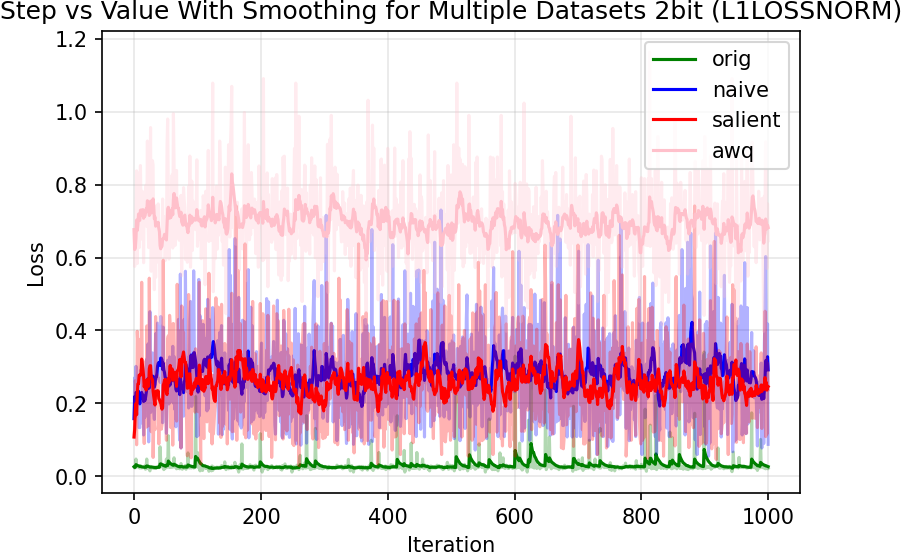 Step vs Value With Smoothing for Multiple Datasets 2bit (L1LOSSNORM)
1.2
1.0
0.8
0.6
0.4
0.2
0.0
Loss
orig
naive
salient
awq
0 200 400 600 800 1000
Iteration